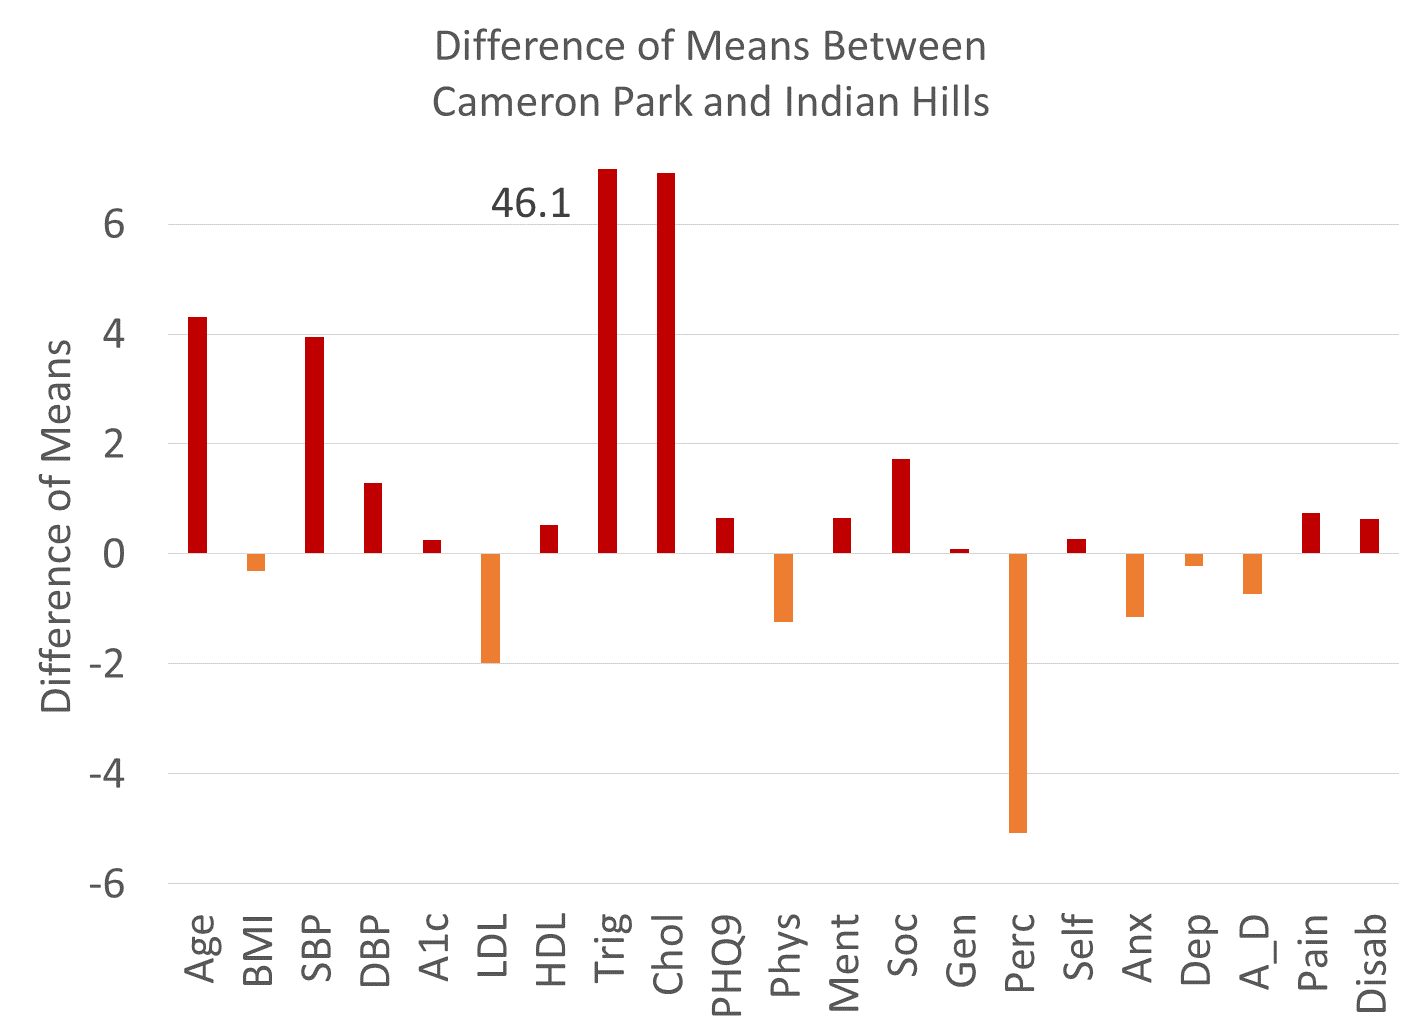 Difference of Means Between
Cameron Park and Indian Hills
46.1
Difference of Means
6
4
2
0
-2
-4
-6
Age
BMI
SBP
DBP
A1c
LDL
HDL
Trig
Chol
PHQ9
Phys
Ment
Soc
Gen
Perc
Self
Anx
Dep
A_D
Pain
Disab